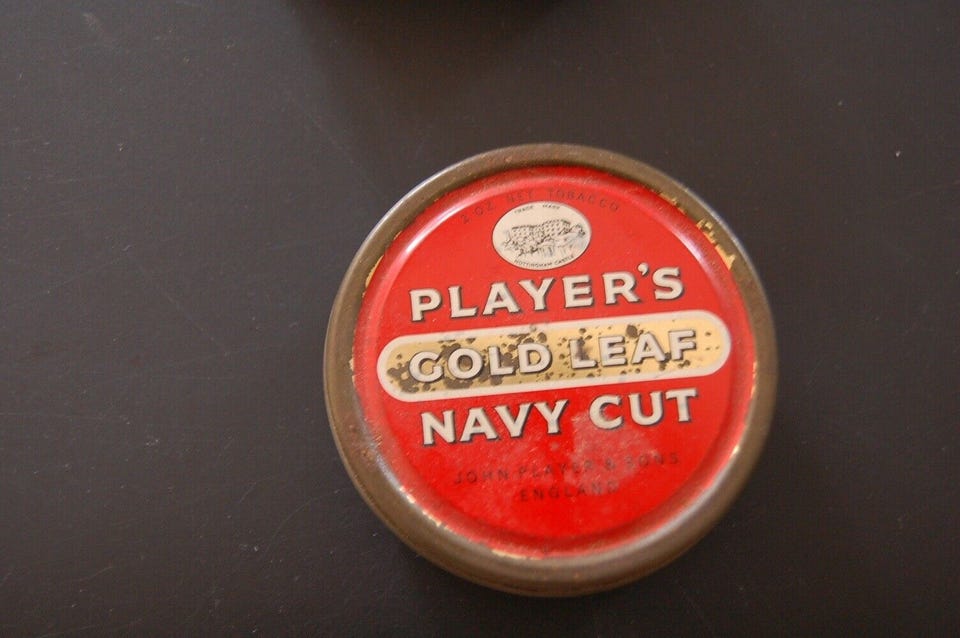 2 OZ. NET TOBACCO
TRADE MARK
NOTTINGHAM CASTLE
PLAYER'S
GOLD LEAF
NAVY CUT
JOHN PLAYER & SONS
ENGLAND